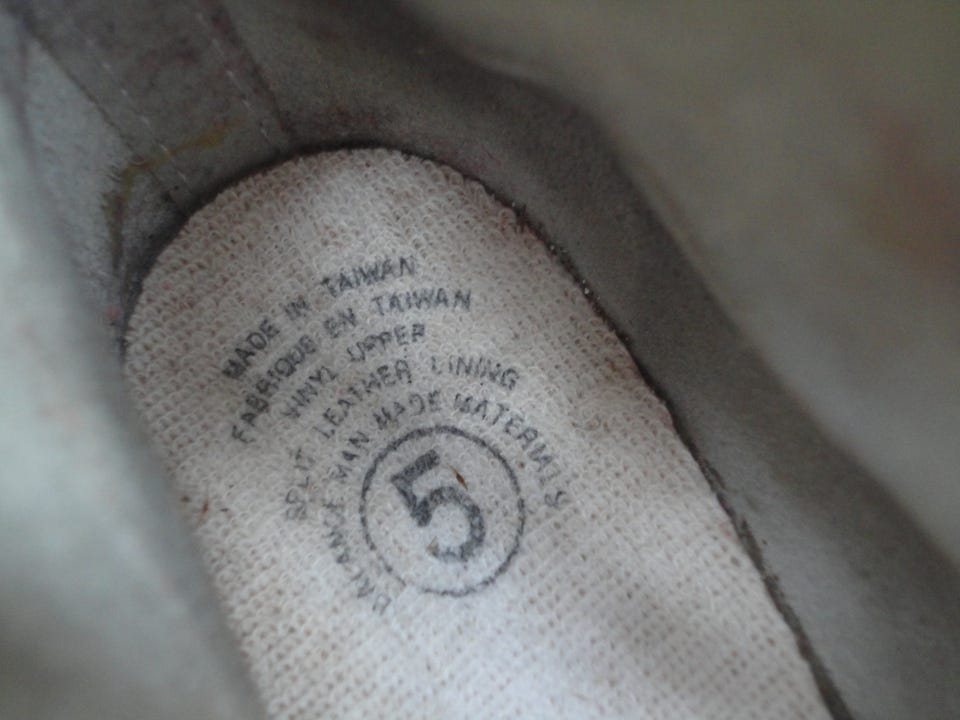 MADE IN TAIWAN
FABRIQUE EN TAIWAN
VINYL UPPER
SPLIT LEATHER LINING
BALANCE MAN MADE MATERIALS
5